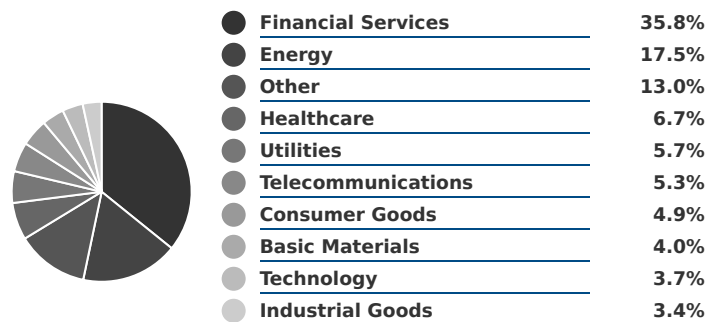 Financial Services 35.8%
Energy 17.5%
Other 13.0%
Healthcare 6.7%
Utilities 5.7%
Telecommunications 5.3%
Consumer Goods 4.9%
Basic Materials 4.0%
Technology 3.7%
Industrial Goods 3.4%